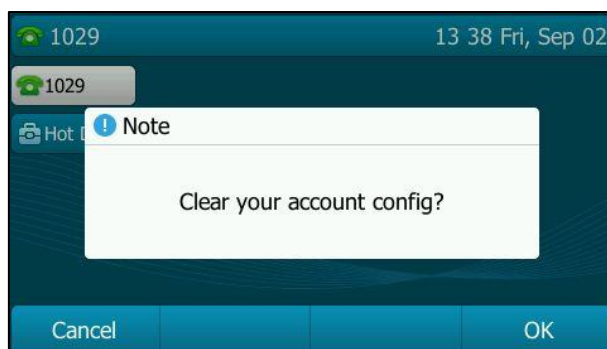 1029 13 38 Fri, Sep 02
1029
Hot
Note
Clear your account config?
Cancel OK